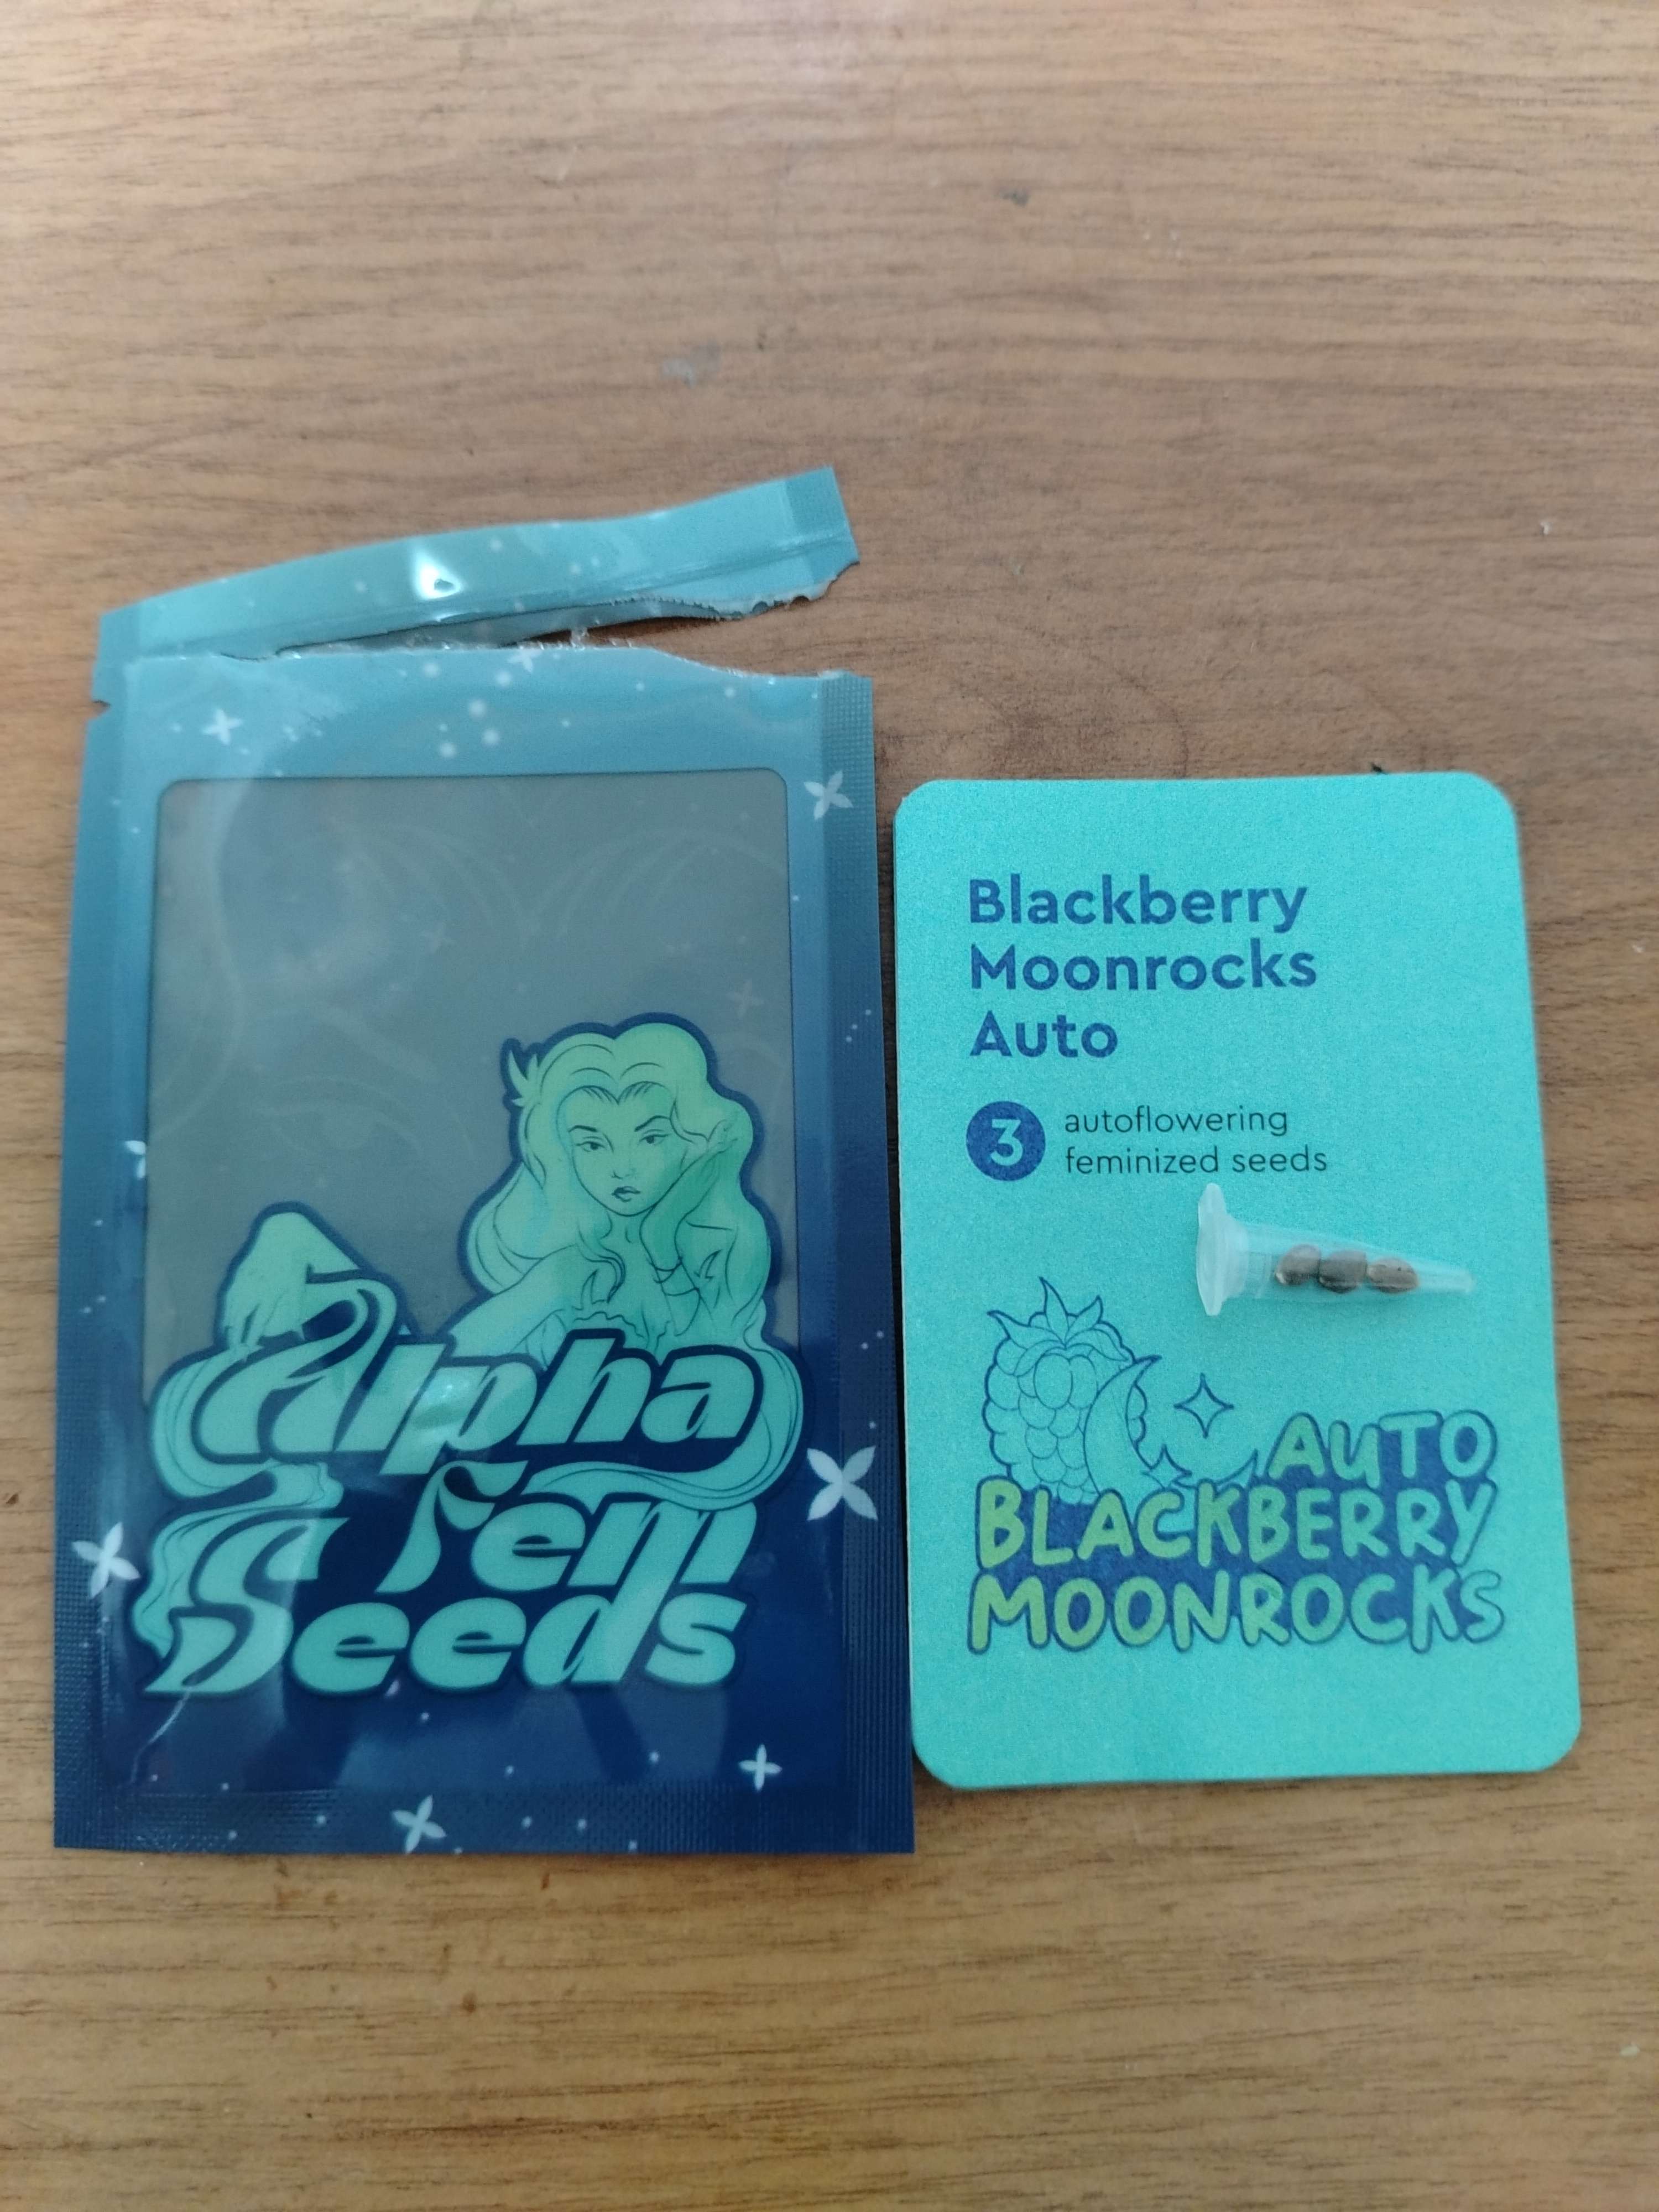 Alpha
Fem
Seeds
Blackberry
Moonrocks
Auto
3
autoflowering
feminized seeds
AUTO
BLACKBERRY
MOONROCKS